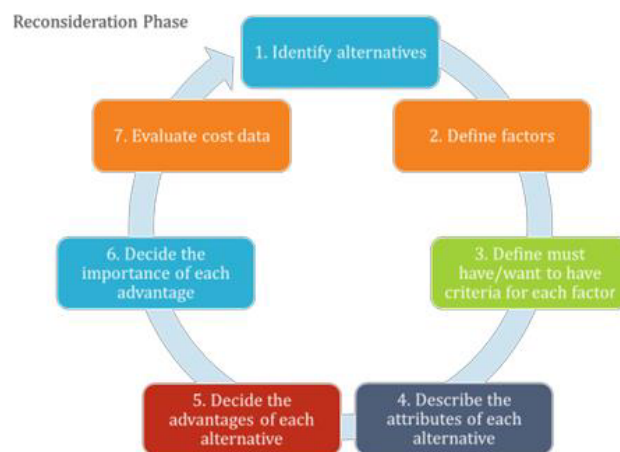 Reconsideration Phase
1. Identify alternatives
2. Define factors
3. Define must
have/want to have
criteria for each factor
4. Describe the
attributes of each
alternative
5. Decide the
advantages of each
alternative
6. Decide the
importance of each
advantage
7. Evaluate cost data